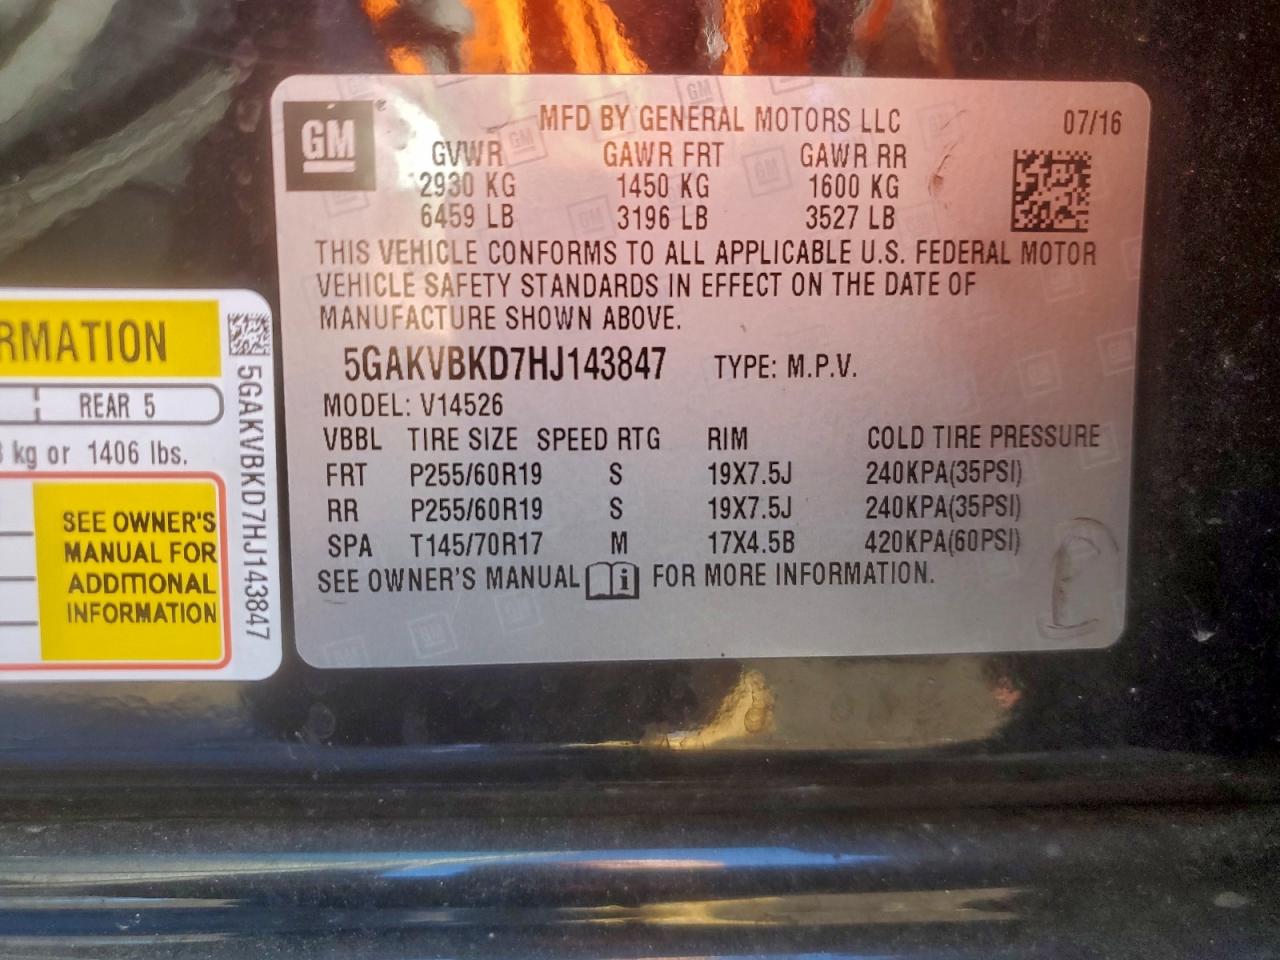 GM
MFD BY GENERAL MOTORS LLC 07/16
GVWR GAWR FRT GAWR RR
2930 KG 1450 KG 1600 KG
6459 LB 3196 LB 3527 LB
THIS VEHICLE CONFORMS TO ALL APPLICABLE U.S. FEDERAL MOTOR
VEHICLE SAFETY STANDARDS IN EFFECT ON THE DATE OF
MANUFACTURE SHOWN ABOVE.
5GAKVBKD7HJ143847 TYPE: M.P.V.
MODEL: V14526
VBBL TIRE SIZE SPEED RTG RIM COLD TIRE PRESSURE
FRT P255/60R19 S 19X7.5J 240KPA(35PSI)
RR P255/60R19 S 19X7.5J 240KPA(35PSI)
SPA T145/70R17 M 17X4.5B 420KPA(60PSI)
SEE OWNER'S MANUAL FOR MORE INFORMATION.
RMATION
REAR 5
kg or 1406 lbs.
SEE OWNER'S
MANUAL FOR
ADDITIONAL
INFORMATION
5GAKVBKD7HJ143847